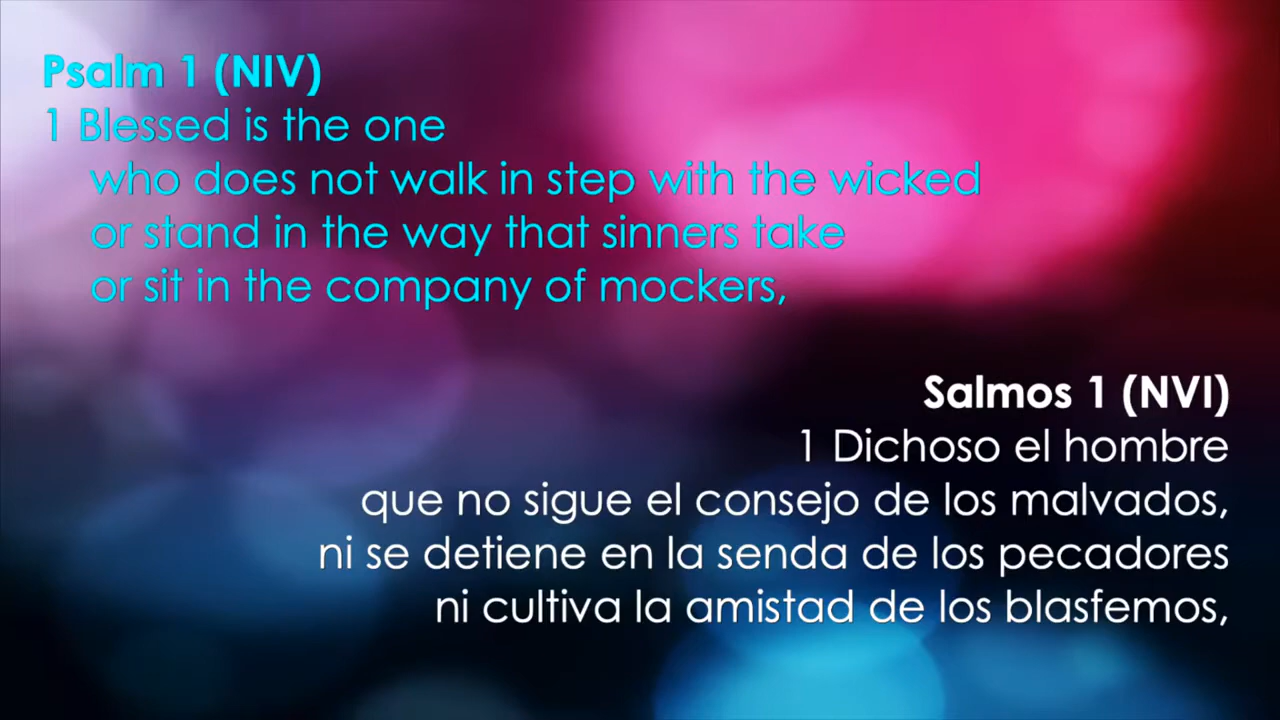 Psalm 1 (NIV)
1 Blessed is the one
who does not walk in step with the wicked
or stand in the way that sinners take
or sit in the company of mockers,
Salmos 1 (NVI)
1 Dichoso el hombre
que no sigue el consejo de los malvados,
ni se detiene en la senda de los pecadores
ni cultiva la amistad de los blasfemos,